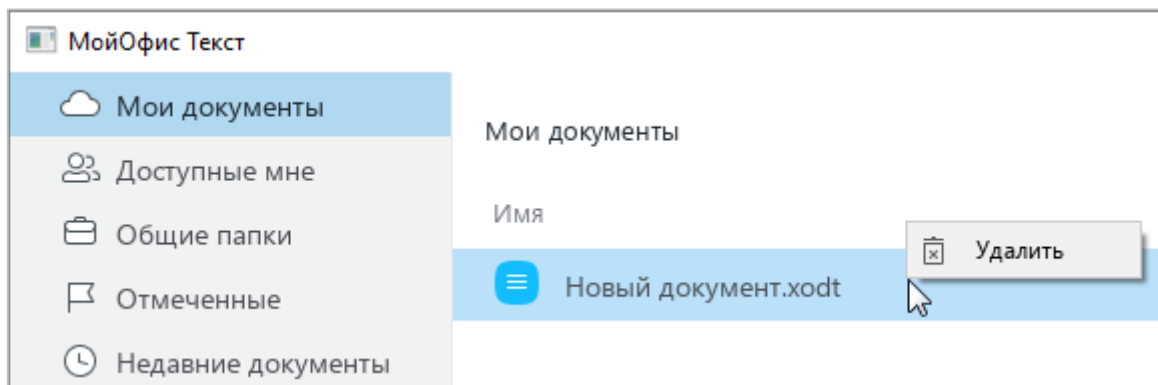 МойОфис Текст
Мои документы
Доступные мне
Общие папки
Отмеченные
Недавние документы
Мои документы
Имя
Новый документ.xodt
Удалить